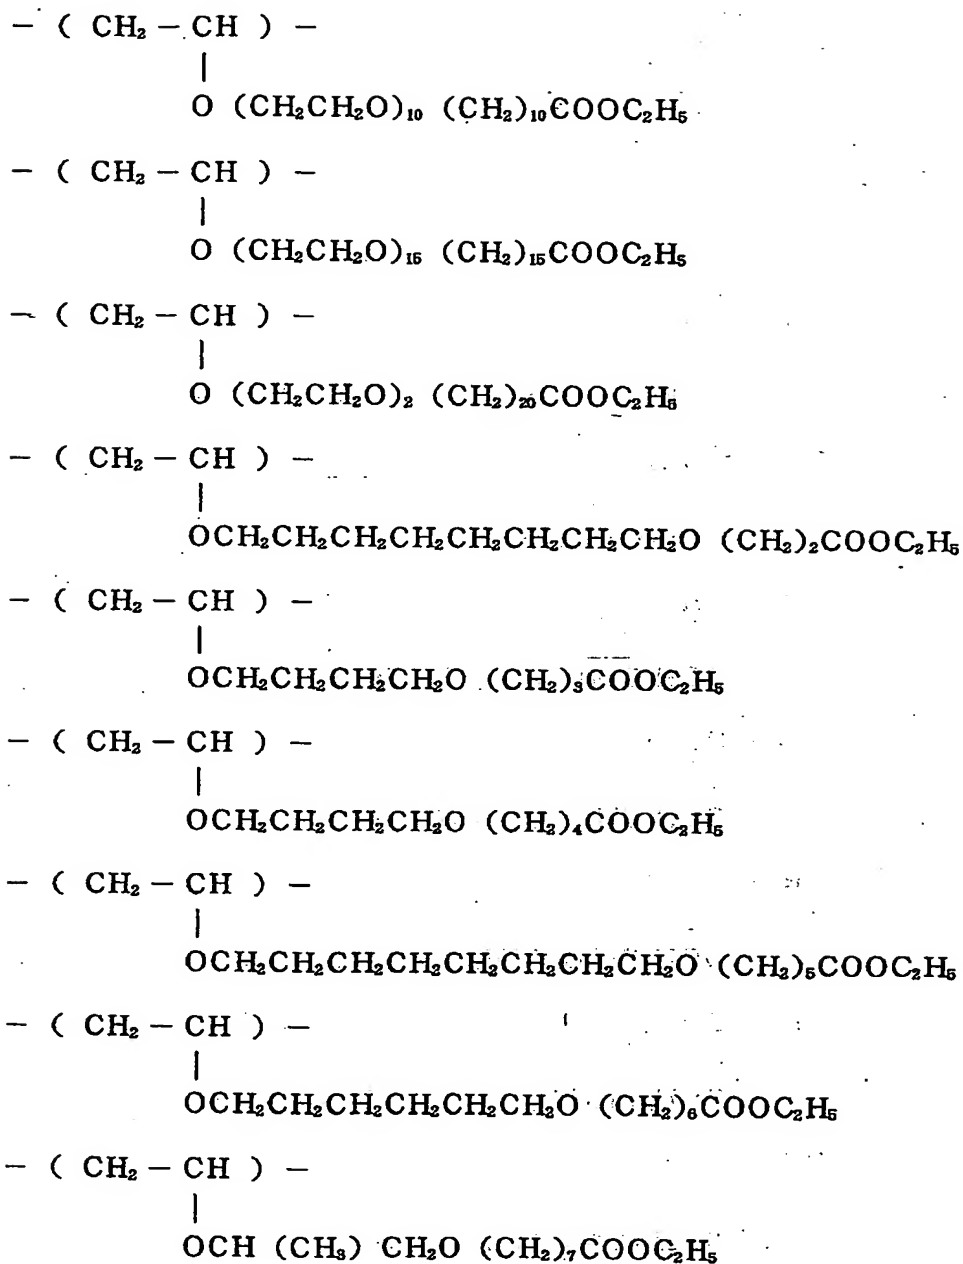 — ( CH₂ — CH ) —
|
O (CH₂CH₂O)₁₀ (CH₂)₁₀COOC₂H₅
— ( CH₂ — CH ) —
|
O (CH₂CH₂O)₁₅ (CH₂)₁₅COOC₂H₅
— ( CH₂ — CH ) —
|
O (CH₂CH₂O)₂ (CH₂)₂₀COOC₂H₅
— ( CH₂ — CH ) —
|
OCH₂CH₂CH₂CH₂CH₂CH₂CH₂CH₂O (CH₂)₂COOC₂H₅
— ( CH₂ — CH ) —
|
OCH₂CH₂CH₂CH₂O (CH₂)₃COOC₂H₅
— ( CH₂ — CH ) —
|
OCH₂CH₂CH₂CH₂O (CH₂)₄COOC₂H₅
— ( CH₂ — CH ) —
|
OCH₂CH₂CH₂CH₂CH₂CH₂CH₂CH₂O (CH₂)₅COOC₂H₅
— ( CH₂ — CH ) —
|
OCH₂CH₂CH₂CH₂CH₂CH₂O (CH₂)₆COOC₂H₅
— ( CH₂ — CH ) —
|
OCH (CH₃) CH₂O (CH₂)₇COOC₂H₅